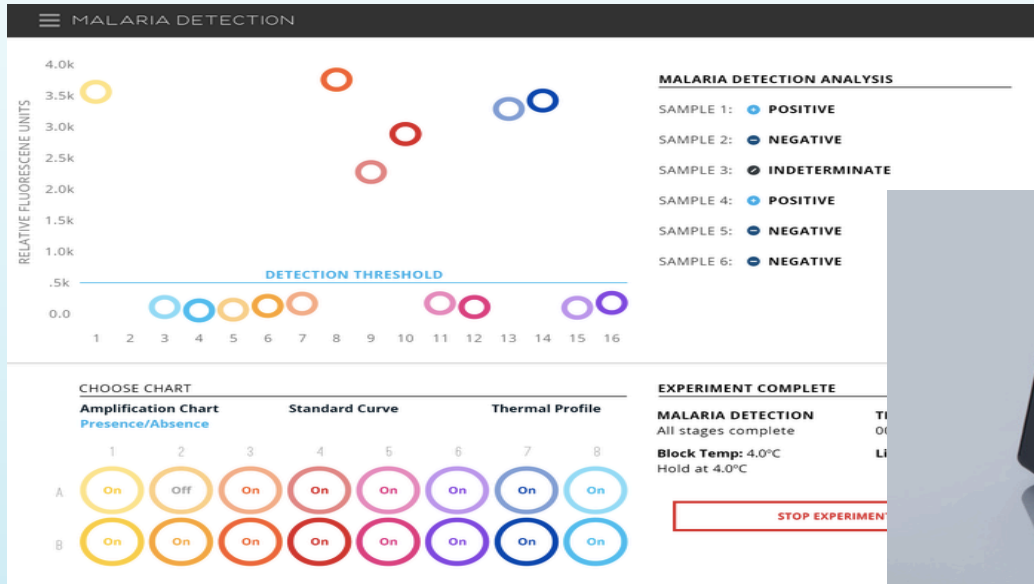 MALARIA DETECTION
RELATIVE FLUORESCENE UNITS
4.0k
3.5k
3.0k
2.5k
2.0k
1.5k
1.0k
.5k
0.0
DETECTION THRESHOLD
1 2 3 4 5 6 7 8 9 10 11 12 13 14 15 16
MALARIA DETECTION ANALYSIS
SAMPLE 1: POSITIVE
SAMPLE 2: NEGATIVE
SAMPLE 3: INDETERMINATE
SAMPLE 4: POSITIVE
SAMPLE 5: NEGATIVE
SAMPLE 6: NEGATIVE
CHOOSE CHART
Amplification Chart Standard Curve Thermal Profile
Presence/Absence
1 2 3 4 5 6 7 8
A On Off On On On On On On
B On On On On On On On On
EXPERIMENT COMPLETE
MALARIA DETECTION
All stages complete
Block Temp: 4.0°C
Hold at 4.0°C
STOP EXPERIMENT